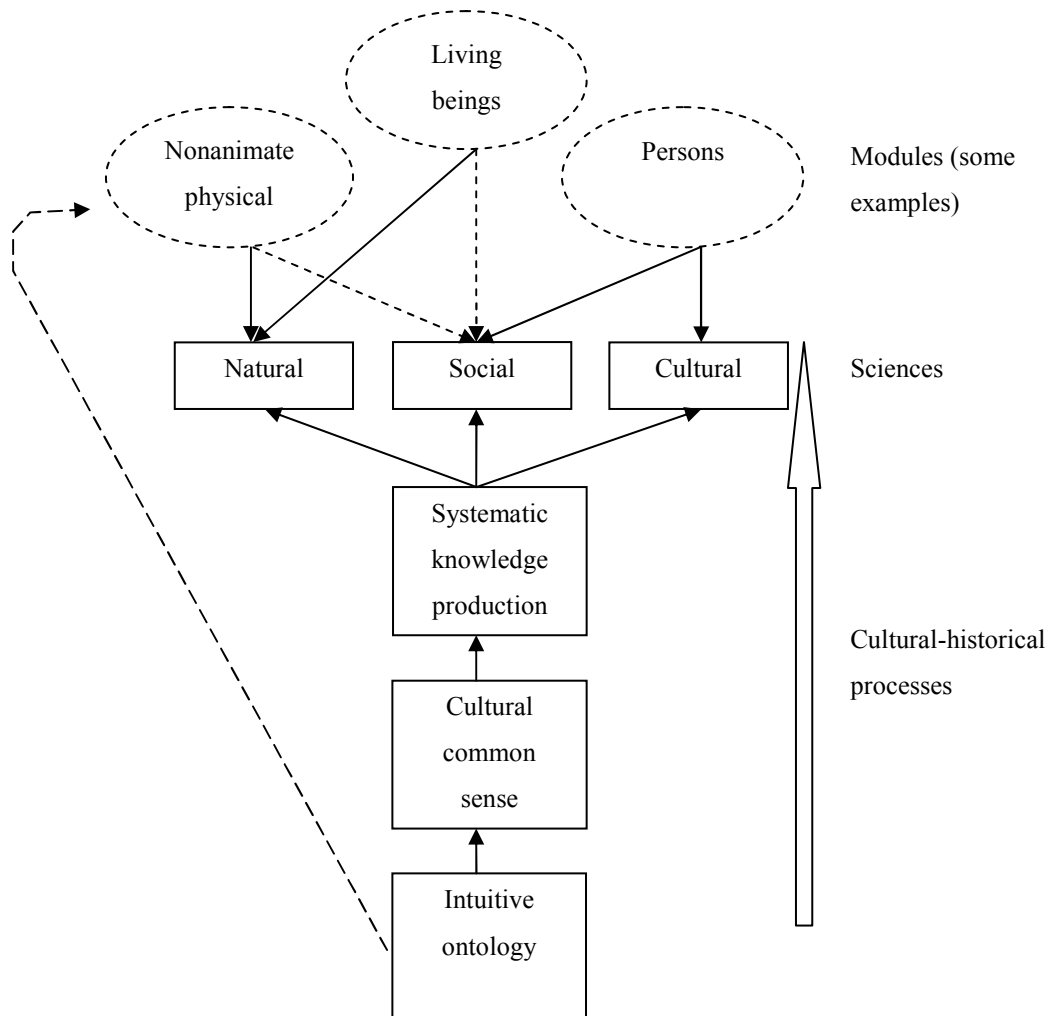 Living
beings
Nonanimate
physical
Persons
Modules (some
examples)
Natural
Social
Cultural
Sciences
Systematic
knowledge
production
Cultural-historical
processes
Cultural
common
sense
Intuitive
ontology